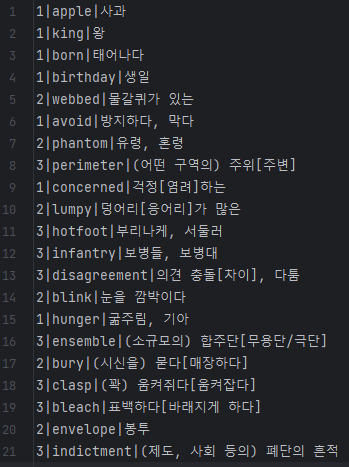 1 1|apple|사과
2 1|king|왕
3 1|born|태어나다
4 1|birthday|생일
5 2|webbed|물갈퀴가 있는
6 1|avoid|방지하다, 막다
7 2|phantom|유령, 혼령
8 3|perimeter|(어떤 구역의) 주위[주변]
9 1|concerned|걱정[염려]하는
10 2|lumpy|덩어리[응어리]가 많은
11 3|hotfoot|부리나케, 서둘러
12 3|infantry|보병들, 보병대
13 3|disagreement|의견 충돌[차이], 다툼
14 2|blink|눈을 깜박이다
15 1|hunger|굶주림, 기아
16 3|ensemble|(소규모의) 합주단[무용단/극단]
17 2|bury|(시신을) 묻다[매장하다]
18 3|clasp|(꽉) 움켜쥐다[움켜잡다]
19 3|bleach|표백하다[바래지게 하다]
20 2|envelope|봉투
21 3|indictment|(제도, 사회 등의) 폐단의 흔적